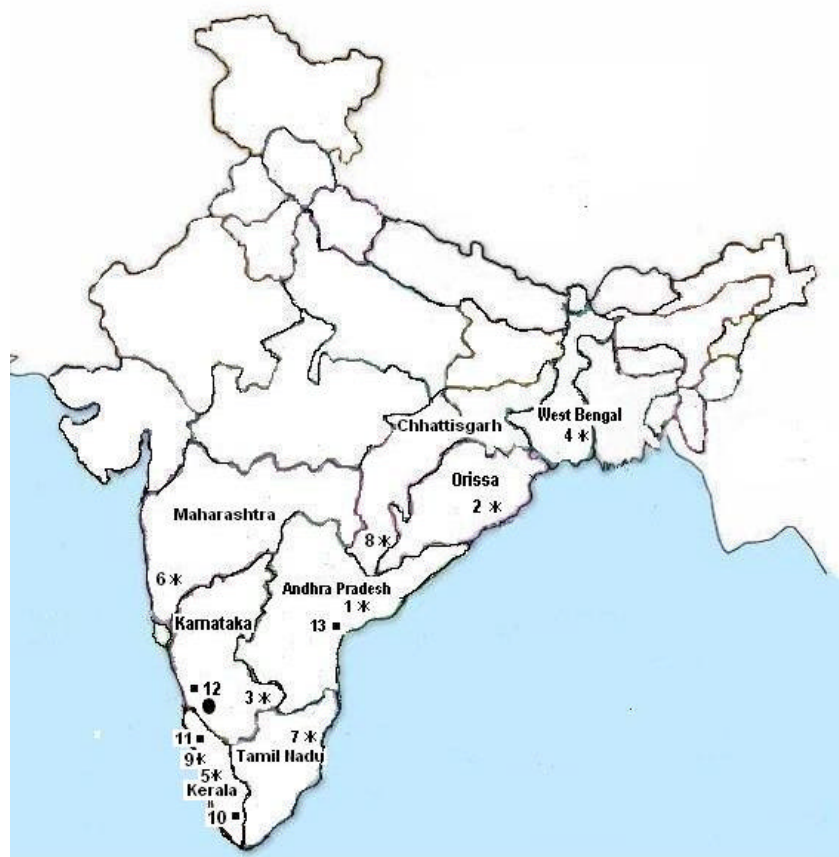 West Bengal
4
Chhattisgarh
Orissa
2
Maharashtra
8
6
Andhra Pradesh
1
Karnataka
13
12
3
11
7
9
Tamil Nadu
5
Kerala
10